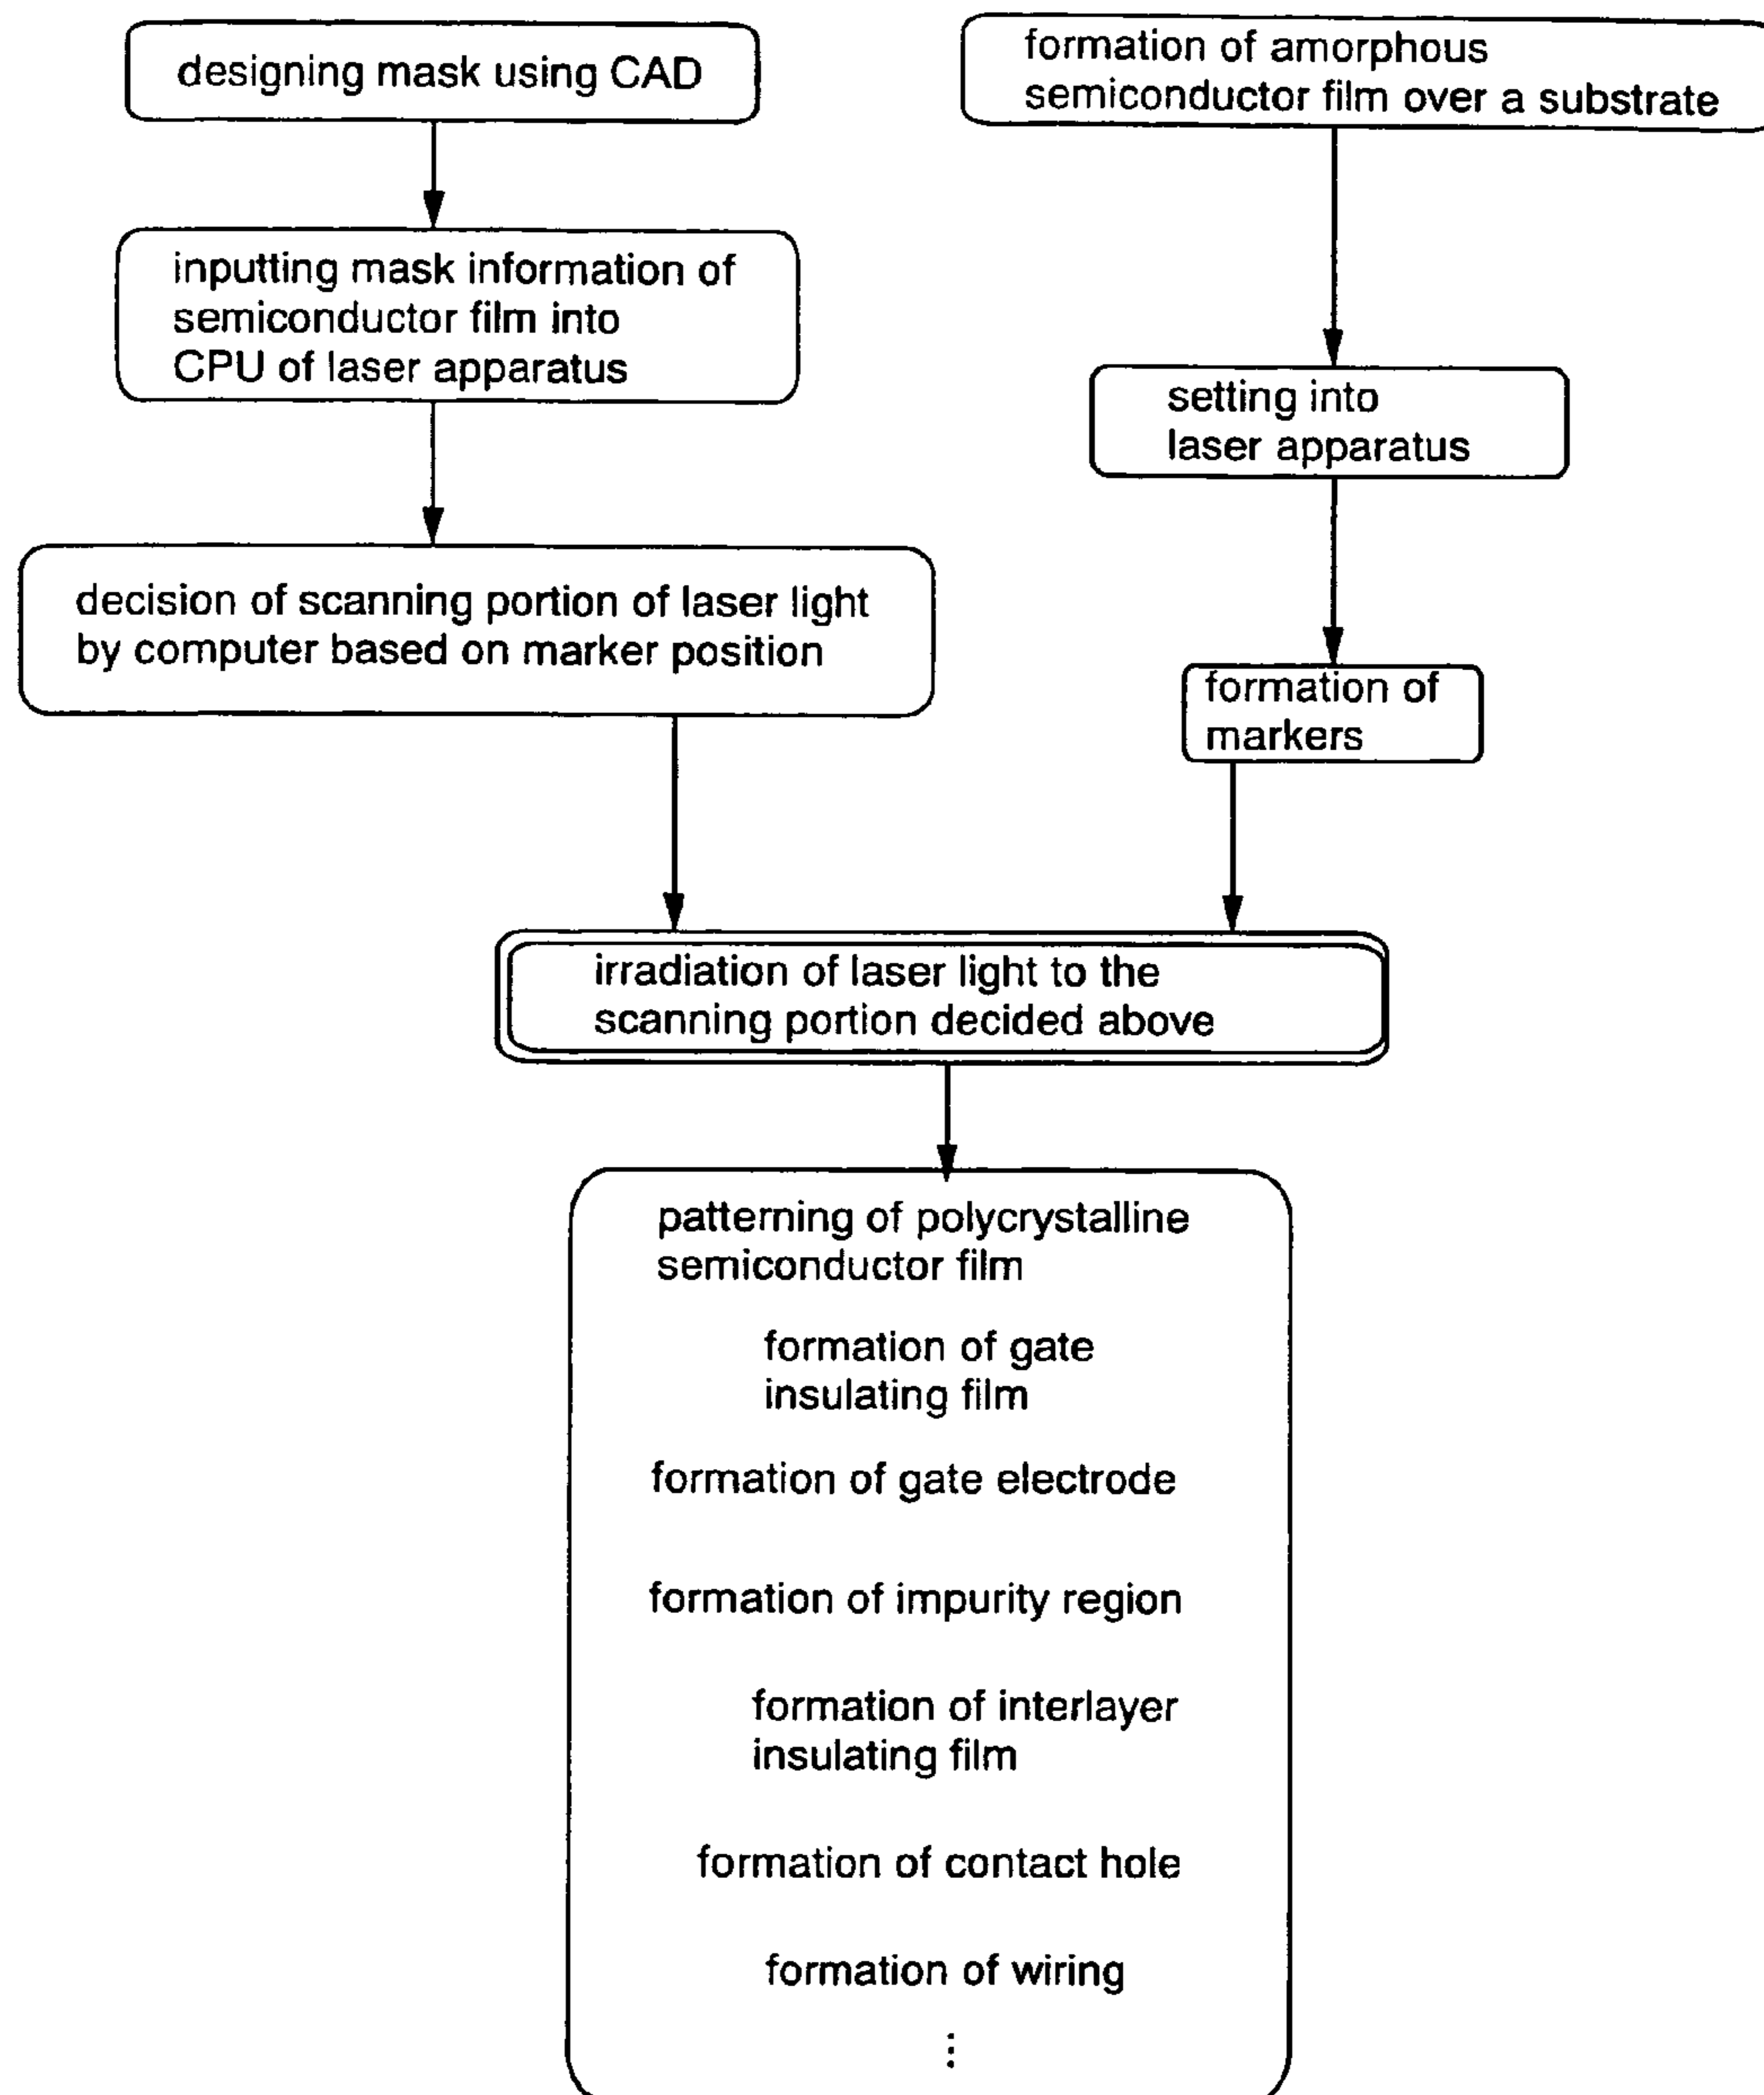 designing mask using CAD
inputting mask information of
semiconductor film into
CPU of laser apparatus
decision of scanning portion of laser light
by computer based on marker position
formation of amorphous
semiconductor film over a substrate
setting into
laser apparatus
formation of
markers
irradiation of laser light to the
scanning portion decided above
patterning of polycrystalline
semiconductor film
formation of gate
insulating film
formation of gate electrode
formation of impurity region
formation of interlayer
insulating film
formation of contact hole
formation of wiring
⋮